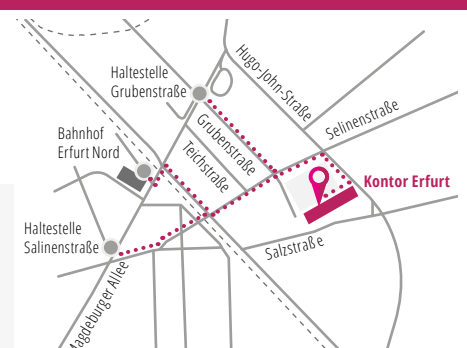 Haltestelle
Grubenstraße
Hugo-John-Straße
Bahnhof
Erfurt Nord
Grubenstraße
Teichstraße
Selinenstraße
Kontor Erfurt
Haltestelle
Salinenstraße
Salzstraße
Magdeburger Allee